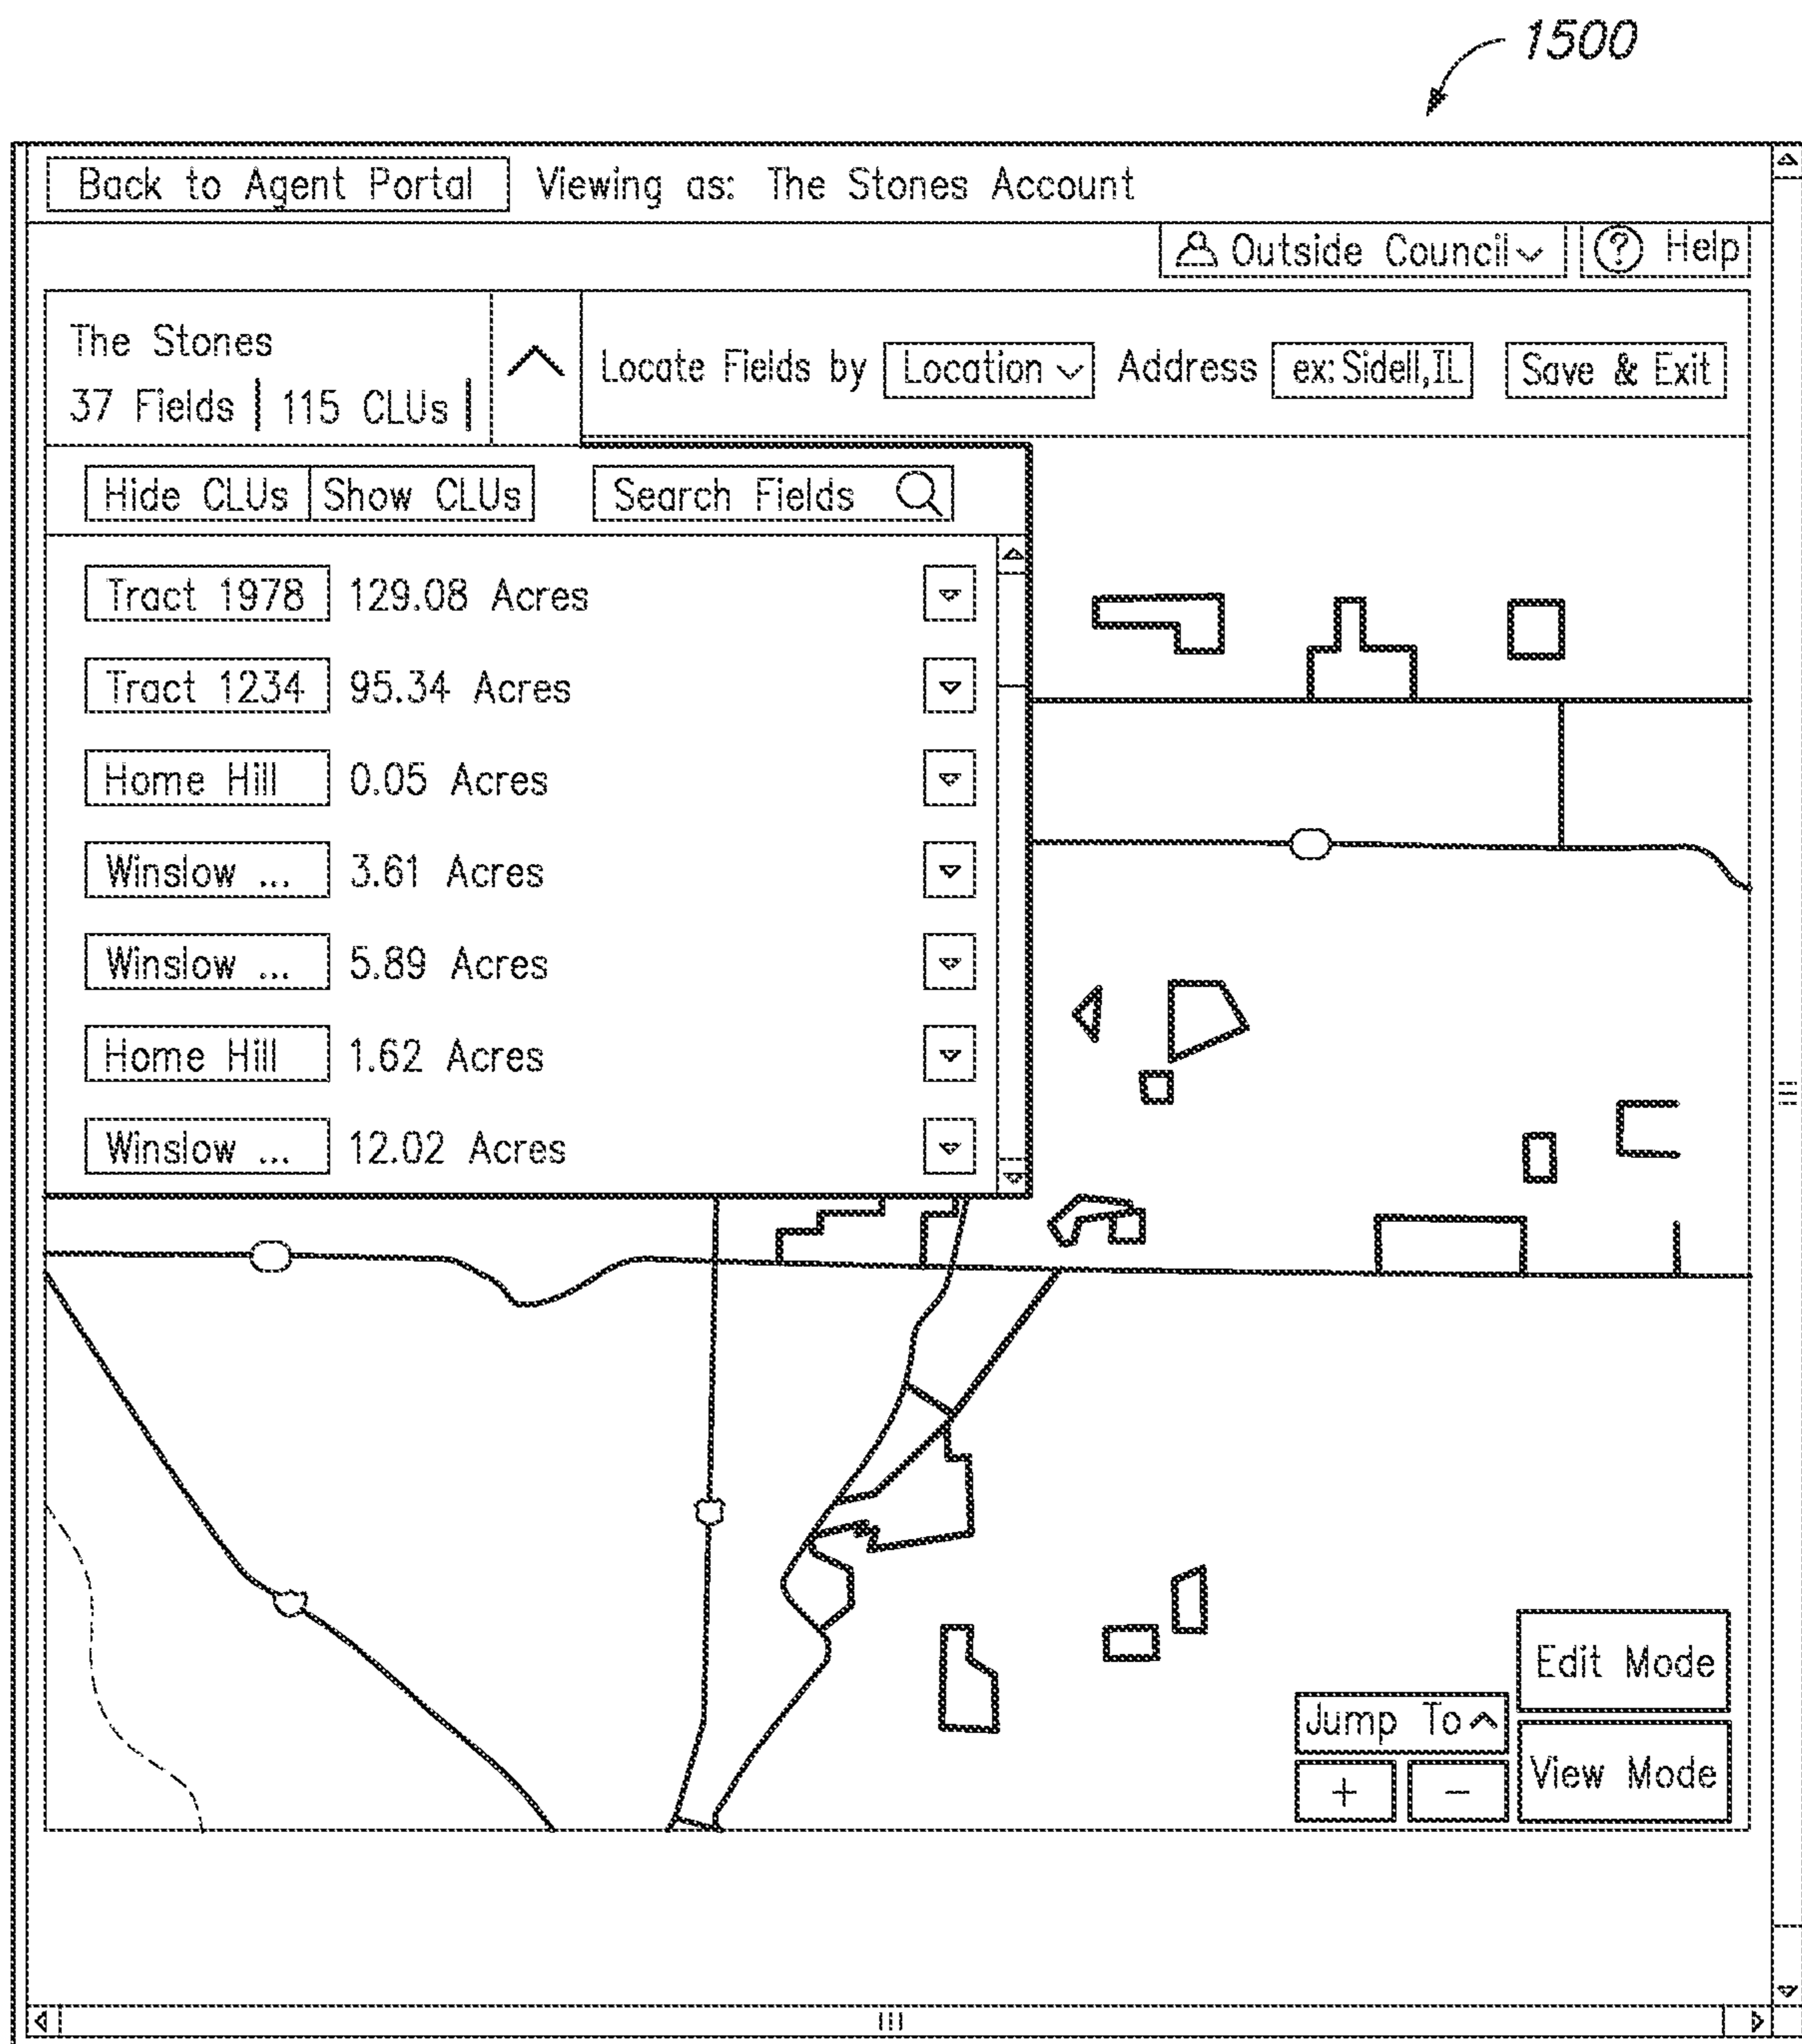 1500
Back to Agent Portal Viewing as: The Stones Account
Outside Council ? Help
The Stones
37 Fields | 115 CLUs |
Locate Fields by Location Address ex: Sidell, IL Save & Exit
Hide CLUs Show CLUs Search Fields
Tract 1978 129.08 Acres
Tract 1234 95.34 Acres
Home Hill 0.05 Acres
Winslow ... 3.61 Acres
Winslow ... 5.89 Acres
Home Hill 1.62 Acres
Winslow ... 12.02 Acres
Edit Mode
Jump To
View Mode
+ −